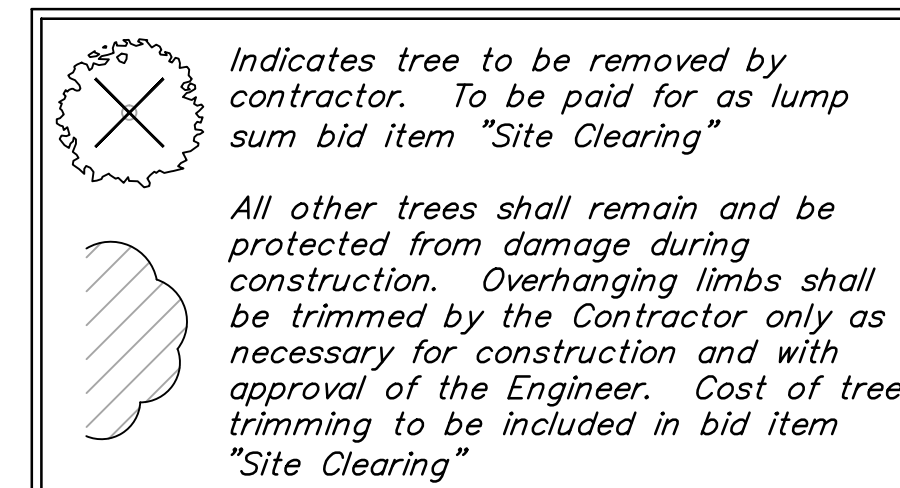 Indicates tree to be removed by
contractor.  To be paid for as lump
sum bid item "Site Clearing"
All other trees shall remain and be
protected from damage during
construction.  Overhanging limbs shall
be trimmed by the Contractor only as
necessary for construction and with
approval of the Engineer.  Cost of tree
trimming to be included in bid item
"Site Clearing"